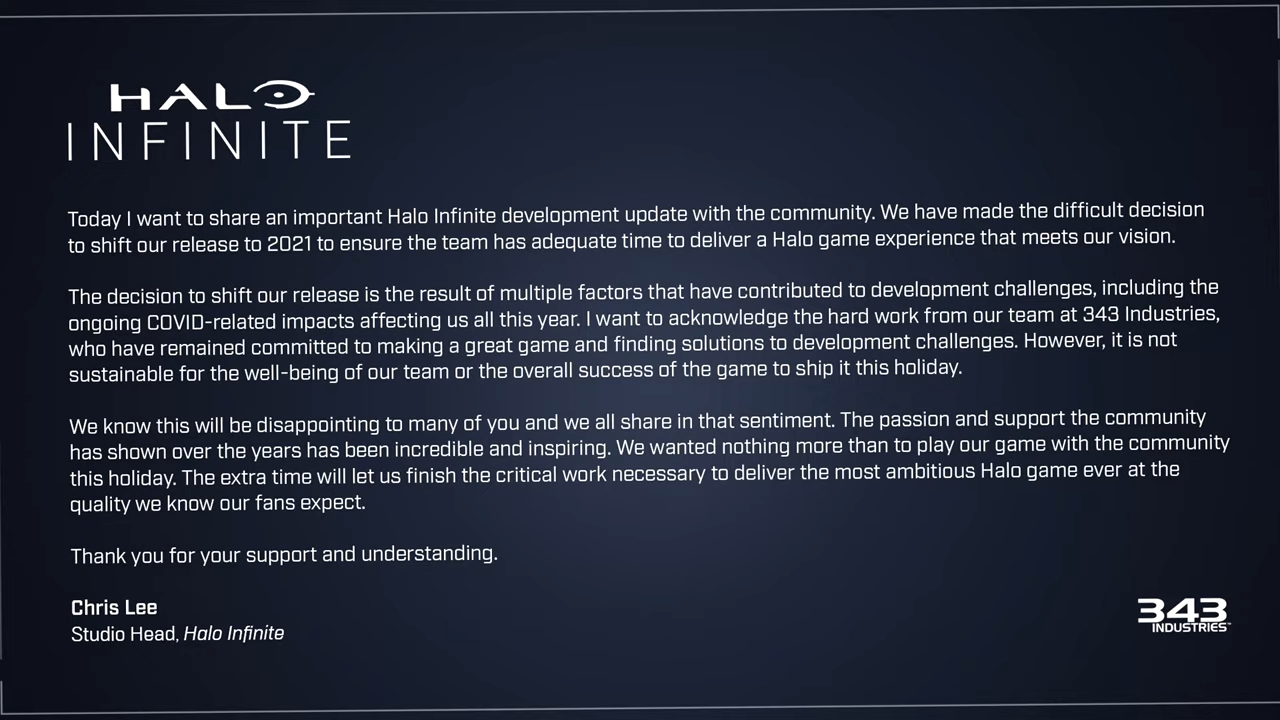 HALO
INFINITE
Today I want to share an important Halo Infinite development update with the community. We have made the difficult decision
to shift our release to 2021 to ensure the team has adequate time to deliver a Halo game experience that meets our vision.
The decision to shift our release is the result of multiple factors that have contributed to development challenges, including the
ongoing COVID-related impacts affecting us all this year. I want to acknowledge the hard work from our team at 343 Industries,
who have remained committed to making a great game and finding solutions to development challenges. However, it is not
sustainable for the well-being of our team or the overall success of the game to ship it this holiday.
We know this will be disappointing to many of you and we all share in that sentiment. The passion and support the community
has shown over the years has been incredible and inspiring. We wanted nothing more than to play our game with the community
this holiday. The extra time will let us finish the critical work necessary to deliver the most ambitious Halo game ever at the
quality we know our fans expect.
Thank you for your support and understanding.
Chris Lee
Studio Head, Halo Infinite
343
INDUSTRIES™